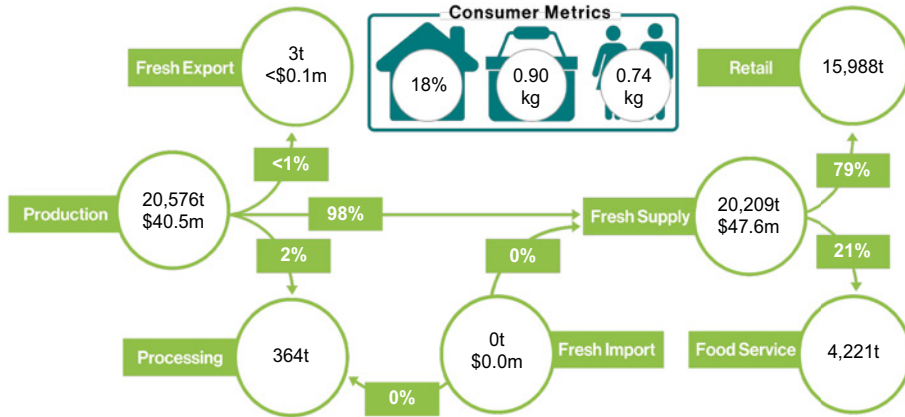 Consumer Metrics
18%
0.90
kg
0.74
kg
Fresh Export
3t
<$0.1m
Retail
15,988t
<1%
79%
Production
20,576t
$40.5m
98%
Fresh Supply
20,209t
$47.6m
2%
0%
21%
Processing
364t
0t
$0.0m
Fresh Import
Food Service
4,221t
0%